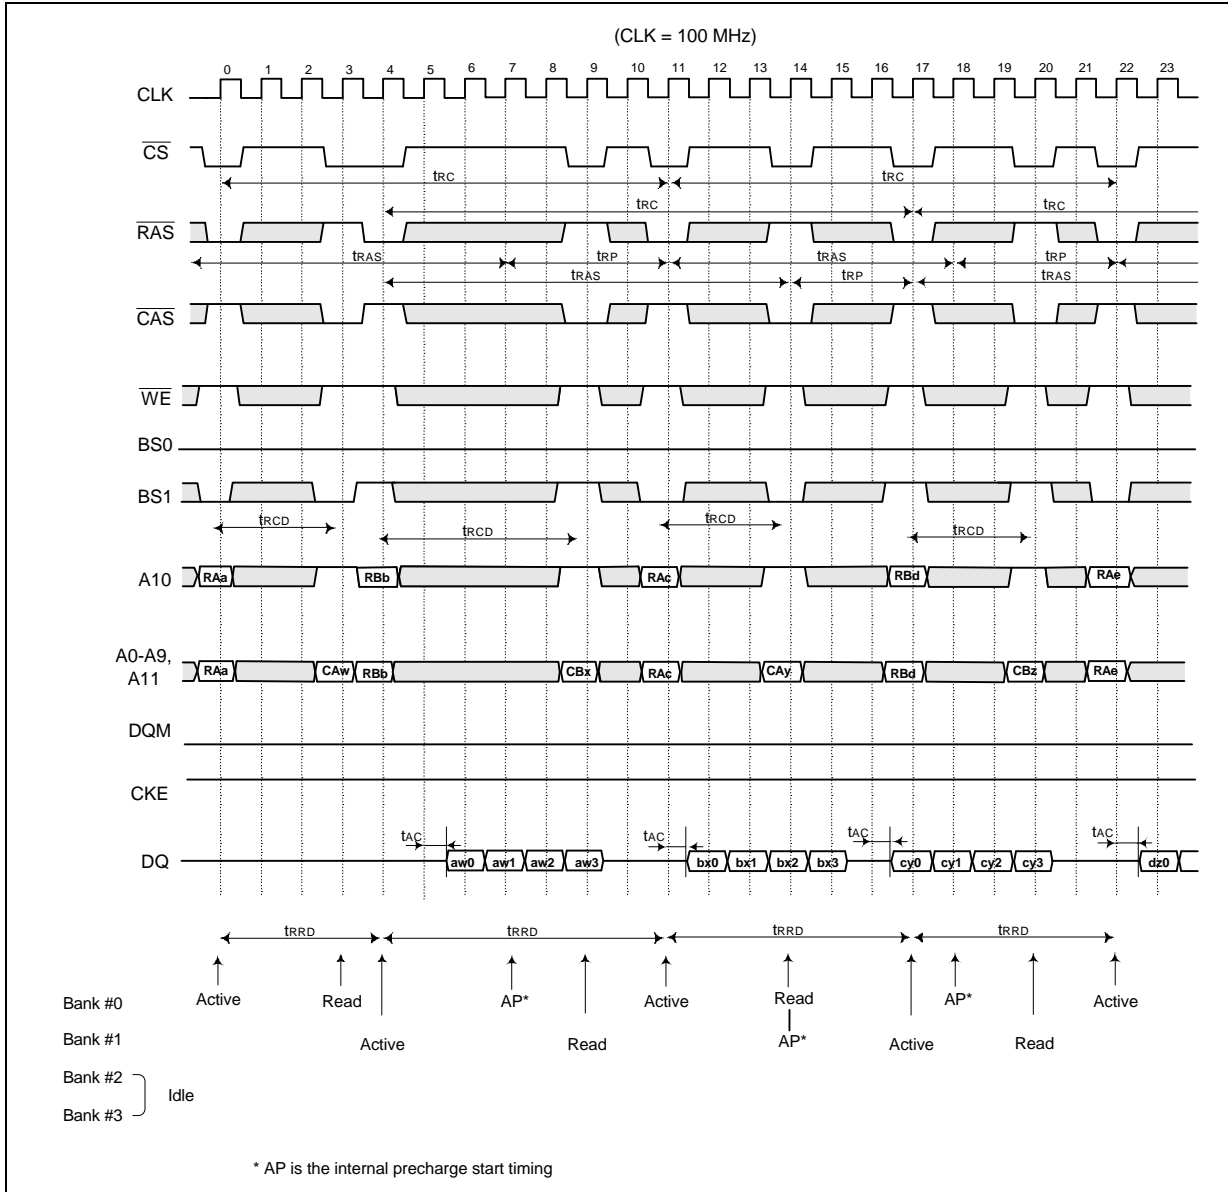 (CLK = 100 MHz)
0 1 2 3 4 5 6 7 8 9 10 11 12 13 14 15 16 17 18 19 20 21 22 23
CLK
CS
tRC tRC
tRC tRC
RAS
tRAS tRP tRAS tRP
tRAS tRP tRAS
CAS
WE
BS0
BS1
tRCD tRCD tRCD tRCD
A10 RAa RBb RAc RBd RAe
A0-A9,
A11 RAa CAw RBb CBx RAc CAy RBd CBz RAe
DQM
CKE
tAC tAC tAC tAC
DQ aw0 aw1 aw2 aw3 bx0 bx1 bx2 bx3 cy0 cy1 cy2 cy3 dz0
tRRD tRRD tRRD tRRD
Bank #0 Active Read AP* Active Read AP* Active
Bank #1 Active Read AP* Active Read
Bank #2
Idle
Bank #3
* AP is the internal precharge start timing